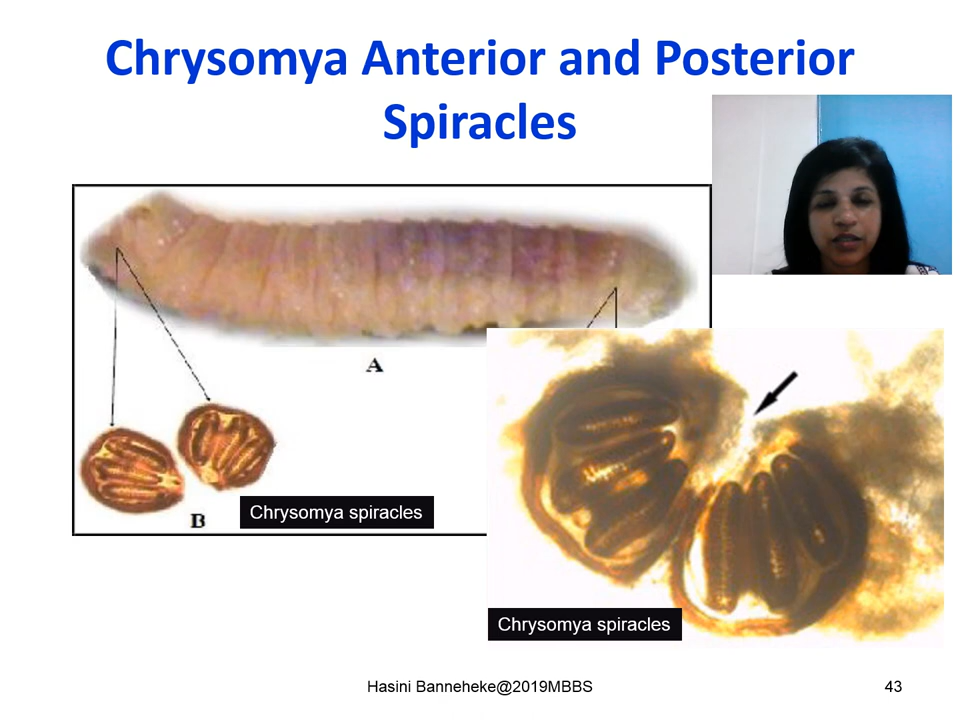 Chrysomya Anterior and Posterior
Spiracles
A
B
Chrysomya spiracles
Chrysomya spiracles
Hasini Banneheke@2019MBBS
43